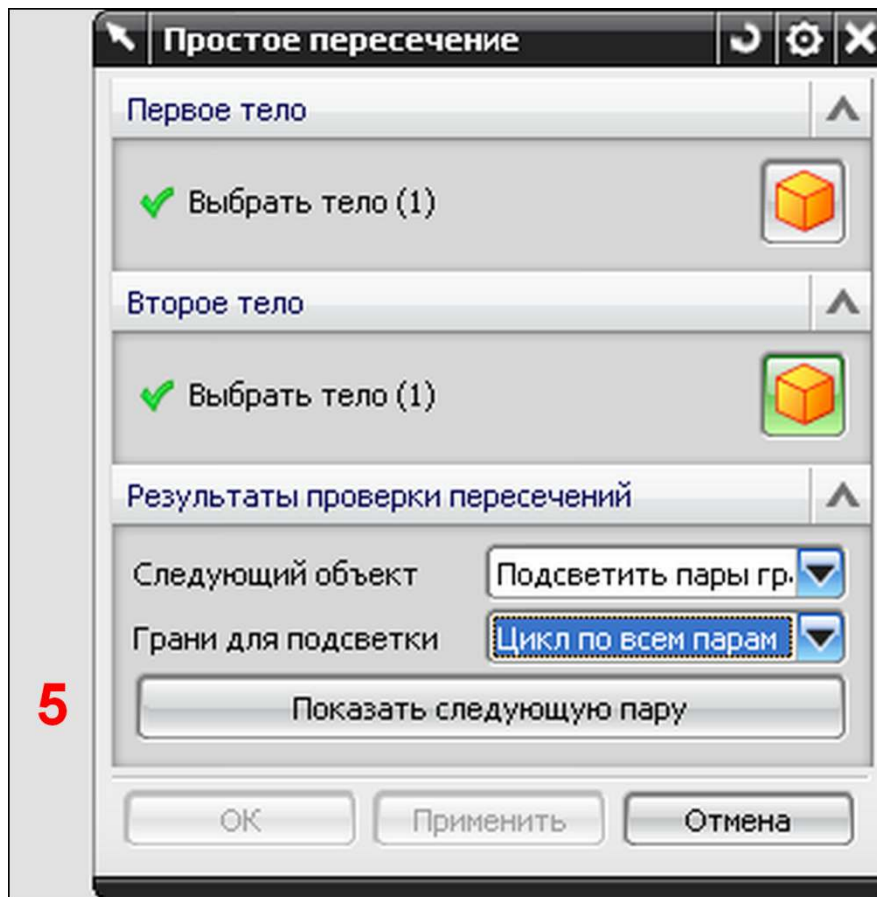 Простое пересечение
Первое тело
Выбрать тело (1)
Второе тело
Выбрать тело (1)
Результаты проверки пересечений
Следующий объект Подсветить пары гр
Грани для подсветки Цикл по всем парам
5 Показать следующую пару
ОК Применить Отмена